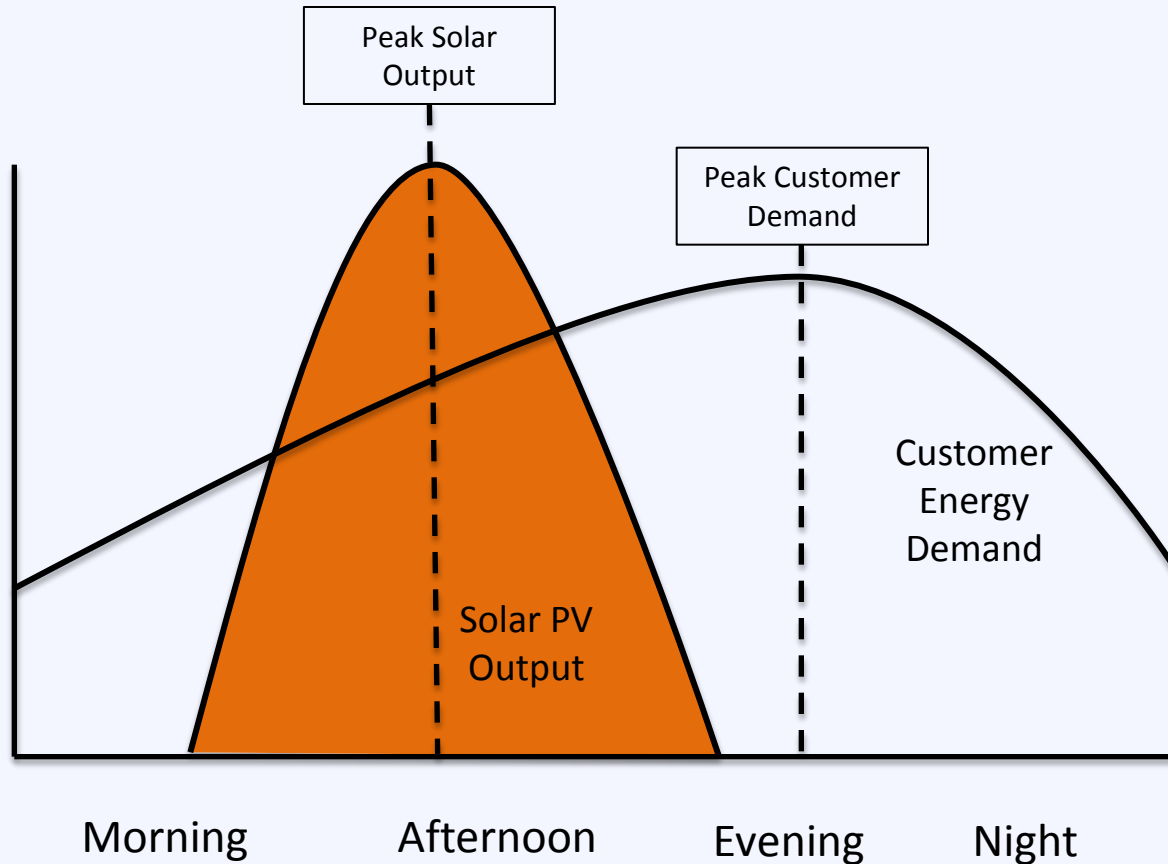 Peak Solar
Output
Peak Customer
Demand
Customer
Energy
Demand
Solar PV
Output
Morning Afternoon Evening Night